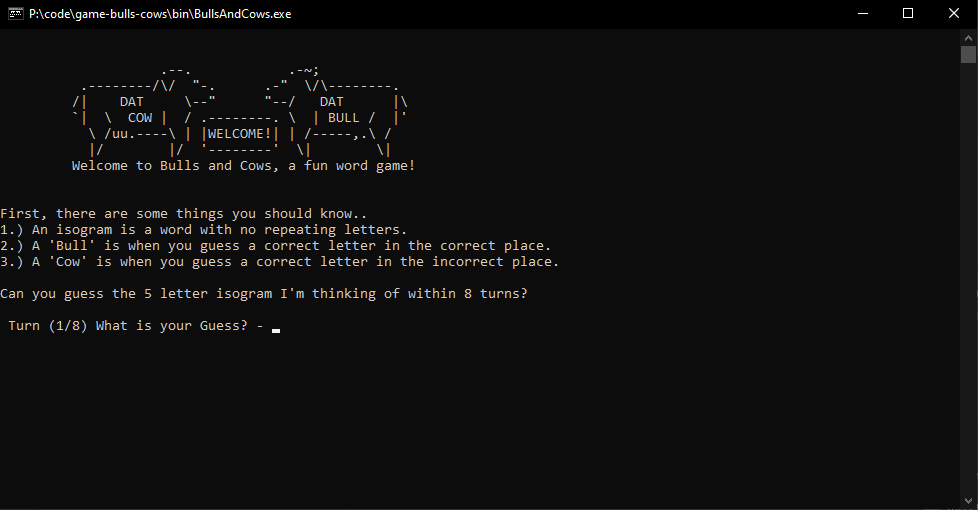 P:\code\game-bulls-cows\bin\BullsAndCows.exe
DAT DAT
COW BULL
WELCOME!
Welcome to Bulls and Cows, a fun word game!
First, there are some things you should know..
1.) An isogram is a word with no repeating letters.
2.) A 'Bull' is when you guess a correct letter in the correct place.
3.) A 'Cow' is when you guess a correct letter in the incorrect place.
Can you guess the 5 letter isogram I'm thinking of within 8 turns?
Turn (1/8) What is your Guess? - _